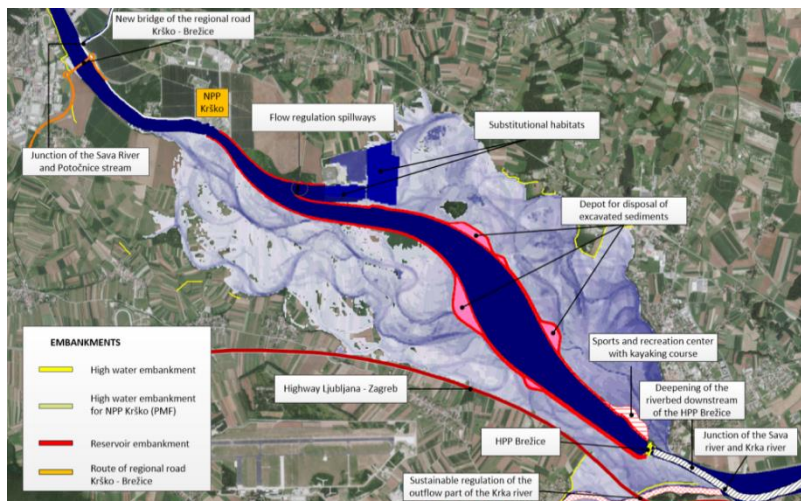 New bridge of the regional road
Krško - Brežice
NPP
Krško
Flow regulation spillways
Substitutional habitats
Junction of the Sava River
and Potočnice stream
Depot for disposal of
excavated sediments
EMBANKMENTS
High water embankment
High water embankment
for NPP Krško (PMF)
Reservoir embankment
Route of regional road
Krško - Brežice
Highway Ljubljana - Zagreb
Sports and recreation center
with kayaking course
Deepening of the
riverbed downstream
of the HPP Brežice
HPP Brežice
Junction of the Sava
river and Krka river
Sustainable regulation of the
outflow part of the Krka river